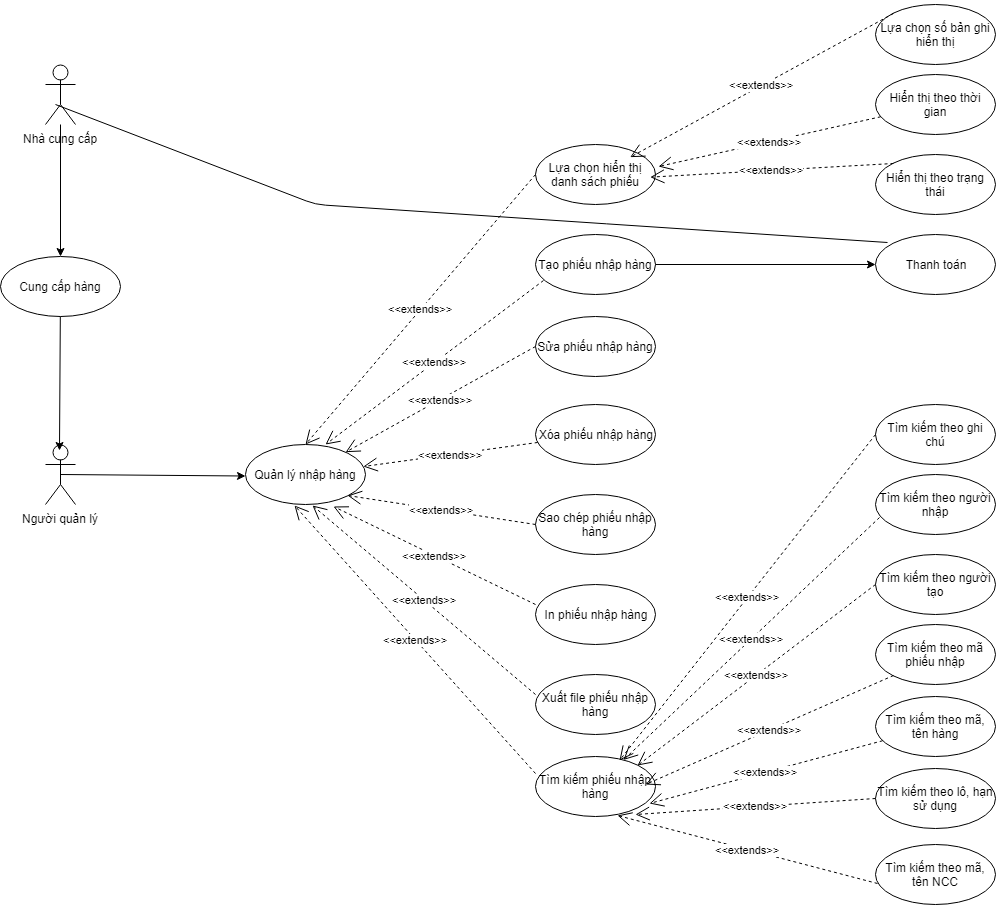 Lựa chọn số bản ghi
hiển thị
<<extends>>
Hiển thị theo thời
gian
Nhà cung cấp
<<extends>>
Lựa chọn hiển thị
danh sách phiếu
<<extends>>
Hiển thị theo trạng
thái
Tạo phiếu nhập hàng
Thanh toán
Cung cấp hàng
<<extends>>
Sửa phiếu nhập hàng
<<extends>>
<<extends>>
Xóa phiếu nhập hàng
Tìm kiếm theo ghi
chú
<<extends>>
Quản lý nhập hàng
Tìm kiếm theo người
nhập
<<extends>>
Người quản lý
Sao chép phiếu nhập
hàng
<<extends>>
Tìm kiếm theo người
tạo
<<extends>>
<<extends>>
In phiếu nhập hàng
<<extends>>
<<extends>>
Tìm kiếm theo mã
phiếu nhập
<<extends>>
Xuất file phiếu nhập
hàng
Tìm kiếm theo mã,
tên hàng
<<extends>>
<<extends>>
Tìm kiếm phiếu nhập
hàng
Tìm kiếm theo lô, hạn
sử dụng
<<extends>>
<<extends>>
Tìm kiếm theo mã,
tên NCC